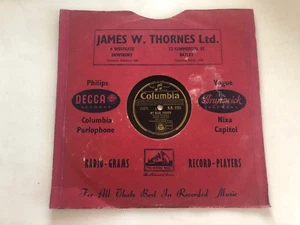 JAMES W. THORNES Ltd.
Philips
Vogue
DECCA
Columbia
Brunswick
Columbia
Parlophone
Nixa
Capitol
RADIO-GRAMS
RECORD-PLAYERS
For All Thats Best In Recorded Music